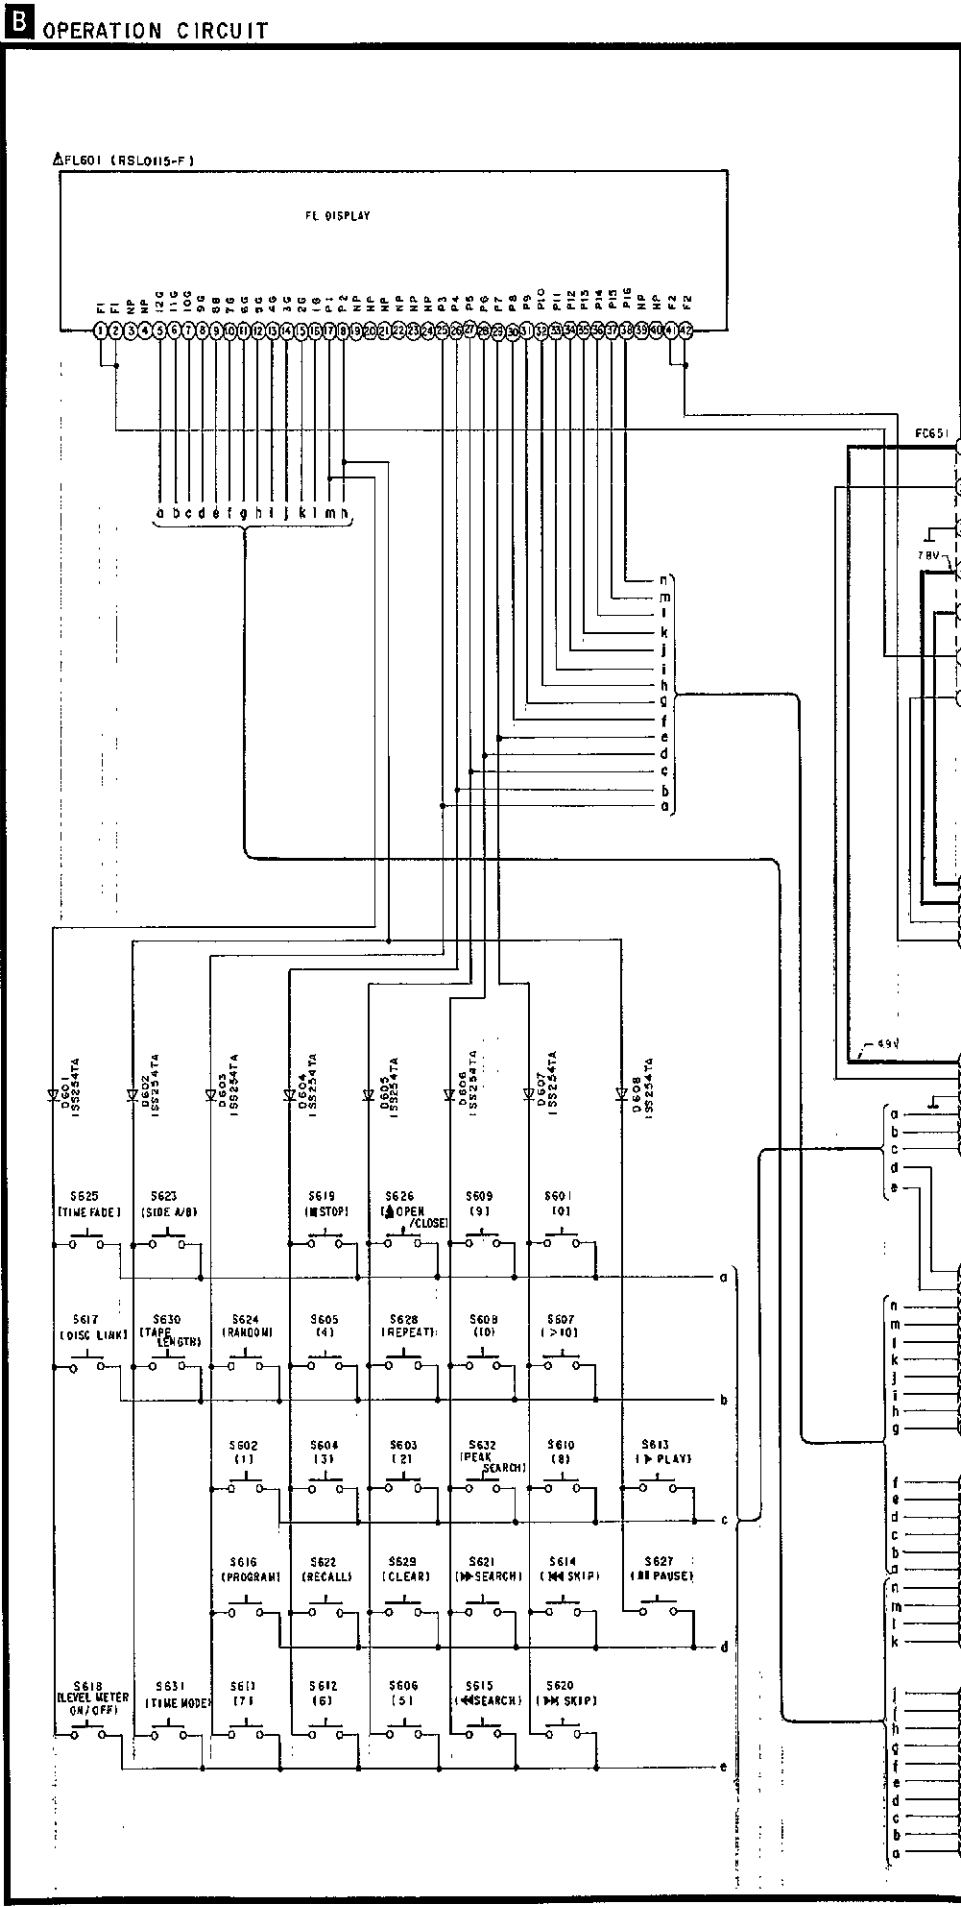 B OPERATION CIRCUIT
⚠FL601 (RSL0115-F)
FL DISPLAY
F1 F1 NP NP 12G 11G 10G 9G 8G 7G 6G 5G 4G 3G 2G 1G P1 P2 NP NP NP NP NP NP P3 P4 P5 P6 P7 P8 P9 P10 P11 P12 P13 P14 P15 P16 NP NP F2 F2
1 2 3 4 5 6 7 8 9 10 11 12 13 14 15 16 17 18 19 20 21 22 23 24 25 26 27 28 29 30 31 32 33 34 35 36 37 38 39 40 41 42
FC651
a b c d e f g h i j k l m n
7.8V
n
m
l
k
j
i
h
g
f
e
d
c
b
a
4.9V
D601
1SS254TA
D602
1SS254TA
D603
1SS254TA
D604
1SS254TA
D605
1SS254TA
D606
1SS254TA
D607
1SS254TA
D608
1SS254TA
a
b
c
d
e
S625
(TIME FADE)
S623
(SIDE A/B)
S619
(■STOP)
S626
(▲OPEN
/CLOSE)
S609
(9)
S601
(0)
a
S617
(DISC LINK)
S630
(TAPE
LENGTH)
S624
(RANDOM)
S605
(4)
S628
(REPEAT)
S608
(10)
S607
(>10)
b
n
m
l
k
j
i
h
g
S602
(1)
S604
(3)
S603
(2)
S632
(PEAK
SEARCH)
S610
(8)
S613
(▶ PLAY)
c
f
e
d
c
b
a
S616
(PROGRAM)
S622
(RECALL)
S629
(CLEAR)
S621
(▶▶SEARCH)
S614
(|◀◀ SKIP)
S627
(▮▮ PAUSE)
d
n
m
l
k
S618
(LEVEL METER
ON/OFF)
S631
(TIME MODE)
S611
(7)
S612
(6)
S606
(5)
S615
(◀◀SEARCH)
S620
(▶▶| SKIP)
e
j
i
h
g
f
e
d
c
b
a